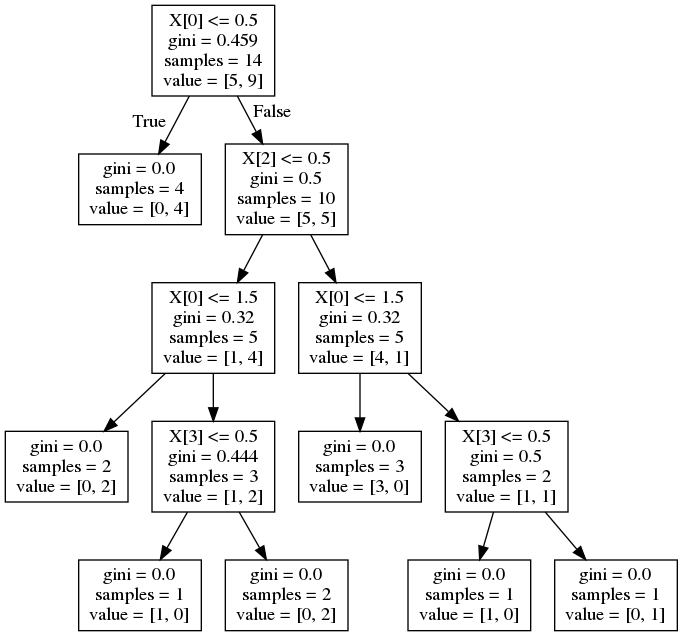 X[0] <= 0.5
gini = 0.459
samples = 14
value = [5, 9]
True
False
gini = 0.0
samples = 4
value = [0, 4]
X[2] <= 0.5
gini = 0.5
samples = 10
value = [5, 5]
X[0] <= 1.5
gini = 0.32
samples = 5
value = [1, 4]
X[0] <= 1.5
gini = 0.32
samples = 5
value = [4, 1]
gini = 0.0
samples = 2
value = [0, 2]
X[3] <= 0.5
gini = 0.444
samples = 3
value = [1, 2]
gini = 0.0
samples = 3
value = [3, 0]
X[3] <= 0.5
gini = 0.5
samples = 2
value = [1, 1]
gini = 0.0
samples = 1
value = [1, 0]
gini = 0.0
samples = 2
value = [0, 2]
gini = 0.0
samples = 1
value = [1, 0]
gini = 0.0
samples = 1
value = [0, 1]